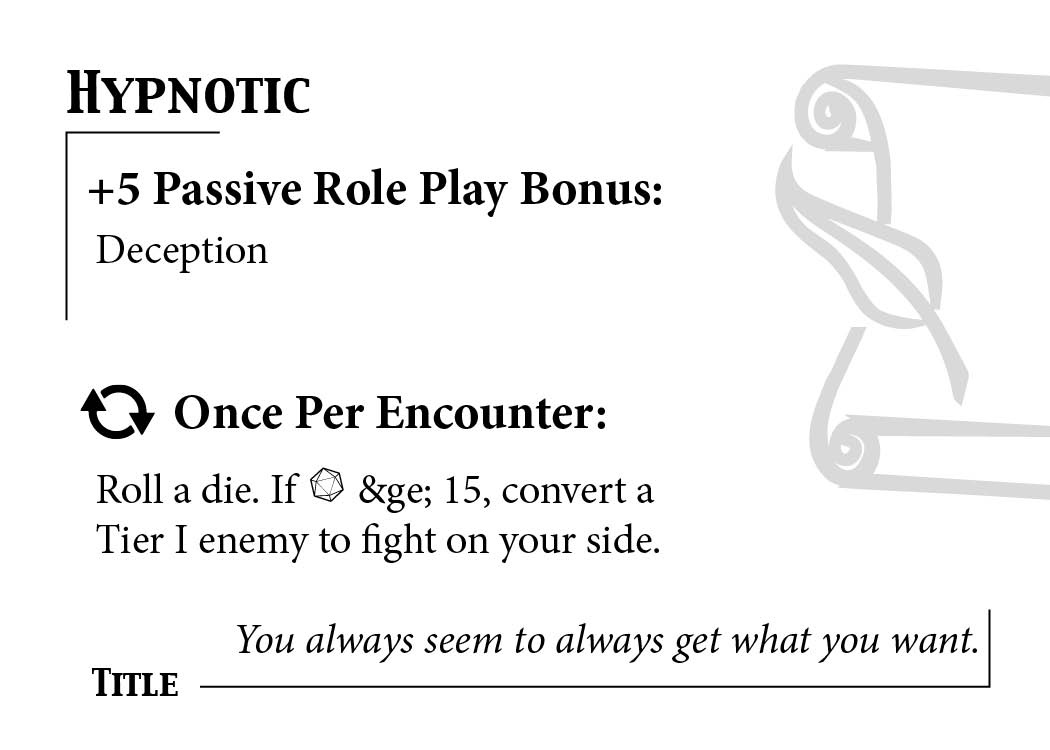 Hypnotic
+5 Passive Role Play Bonus:
Deception
Once Per Encounter:
Roll a die. If &ge; 15, convert a
Tier I enemy to fight on your side.
You always seem to always get what you want.
Title